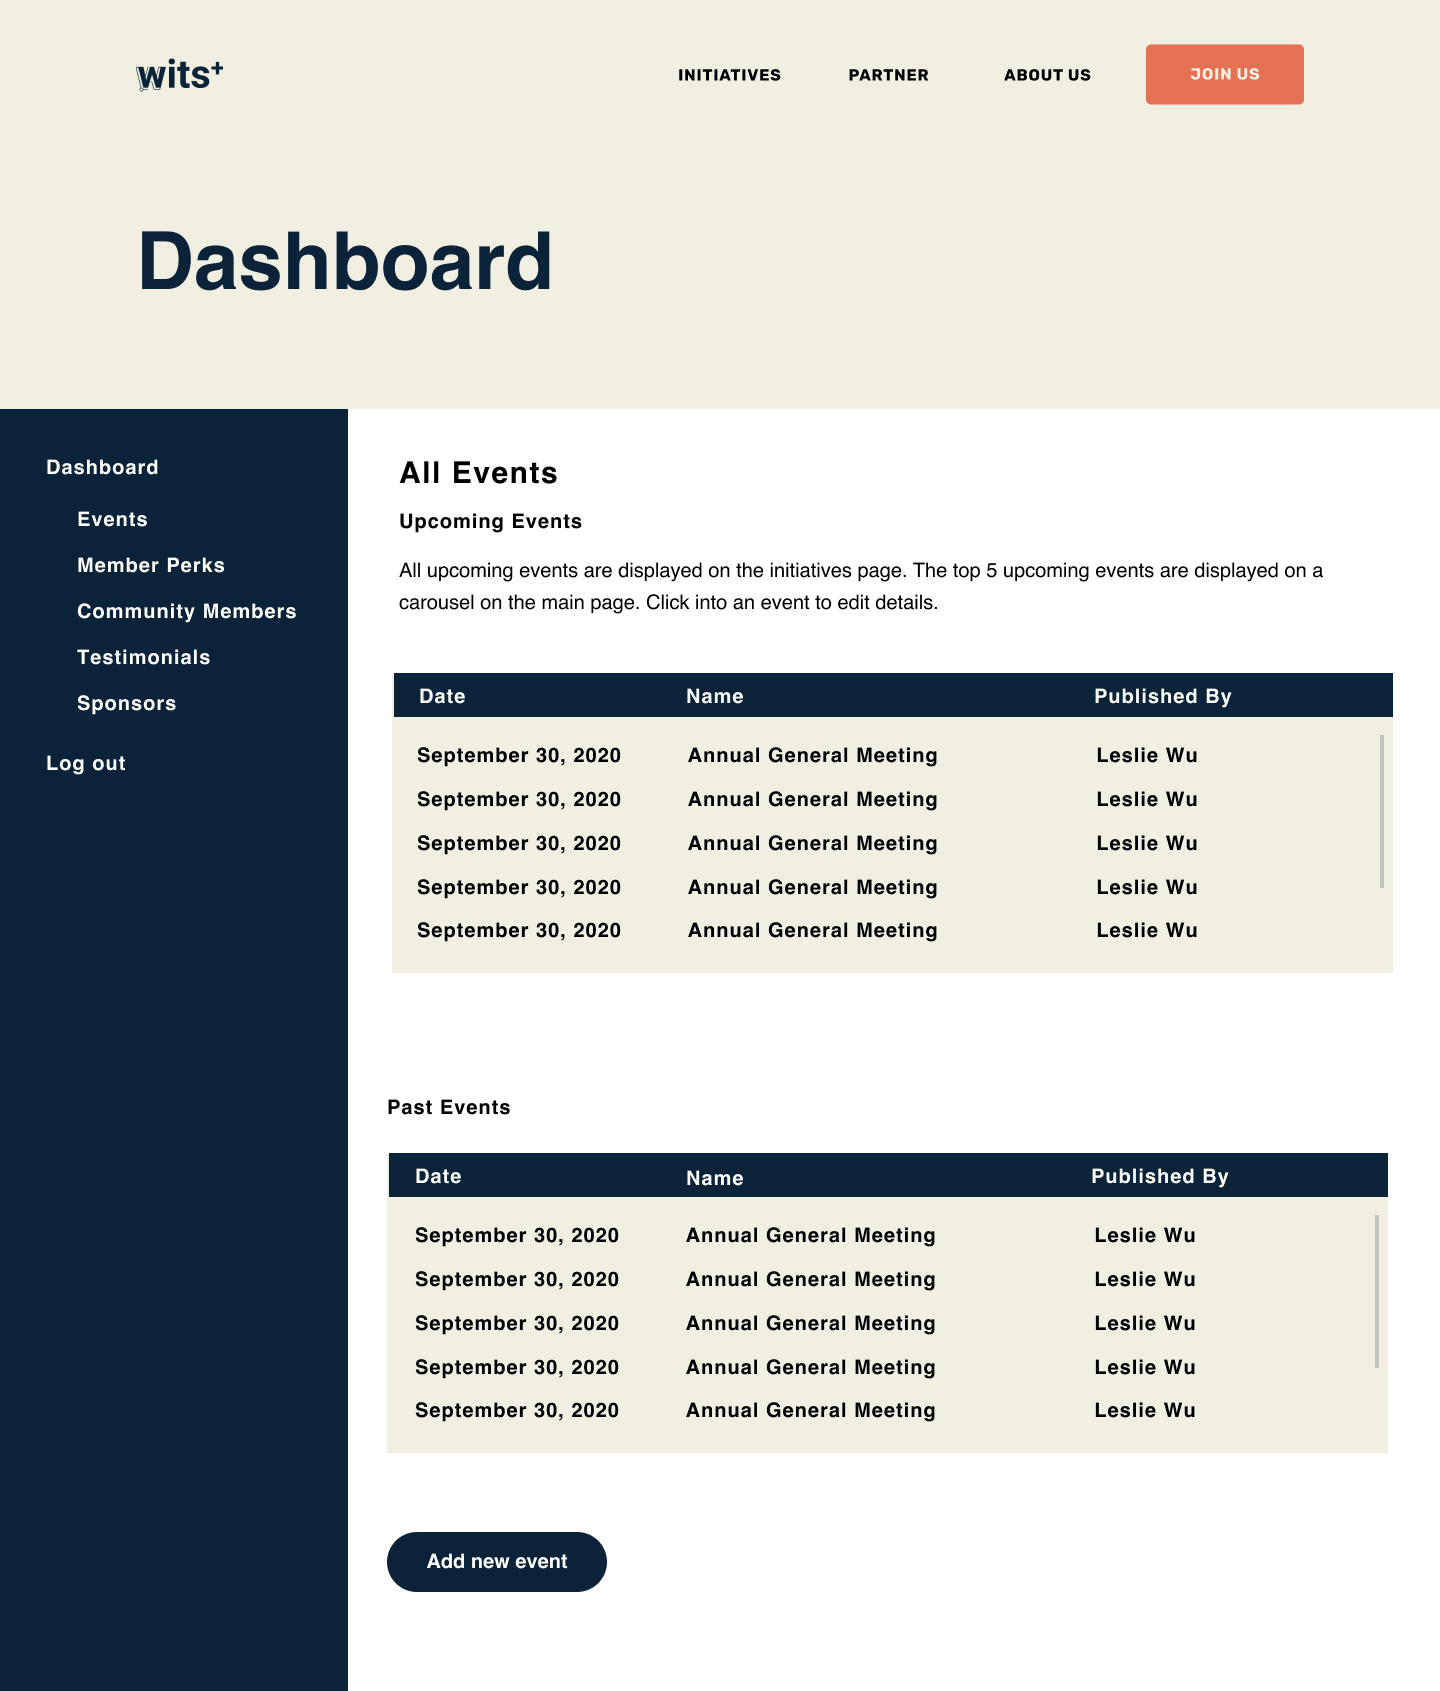 wits+
INITIATIVES PARTNER ABOUT US JOIN US
Dashboard
Dashboard
Events
Member Perks
Community Members
Testimonials
Sponsors
Log out
All Events
Upcoming Events
All upcoming events are displayed on the initiatives page. The top 5 upcoming events are displayed on a
carousel on the main page. Click into an event to edit details.
Date Name Published By
September 30, 2020 Annual General Meeting Leslie Wu
September 30, 2020 Annual General Meeting Leslie Wu
September 30, 2020 Annual General Meeting Leslie Wu
September 30, 2020 Annual General Meeting Leslie Wu
September 30, 2020 Annual General Meeting Leslie Wu
Past Events
Date Name Published By
September 30, 2020 Annual General Meeting Leslie Wu
September 30, 2020 Annual General Meeting Leslie Wu
September 30, 2020 Annual General Meeting Leslie Wu
September 30, 2020 Annual General Meeting Leslie Wu
September 30, 2020 Annual General Meeting Leslie Wu
Add new event